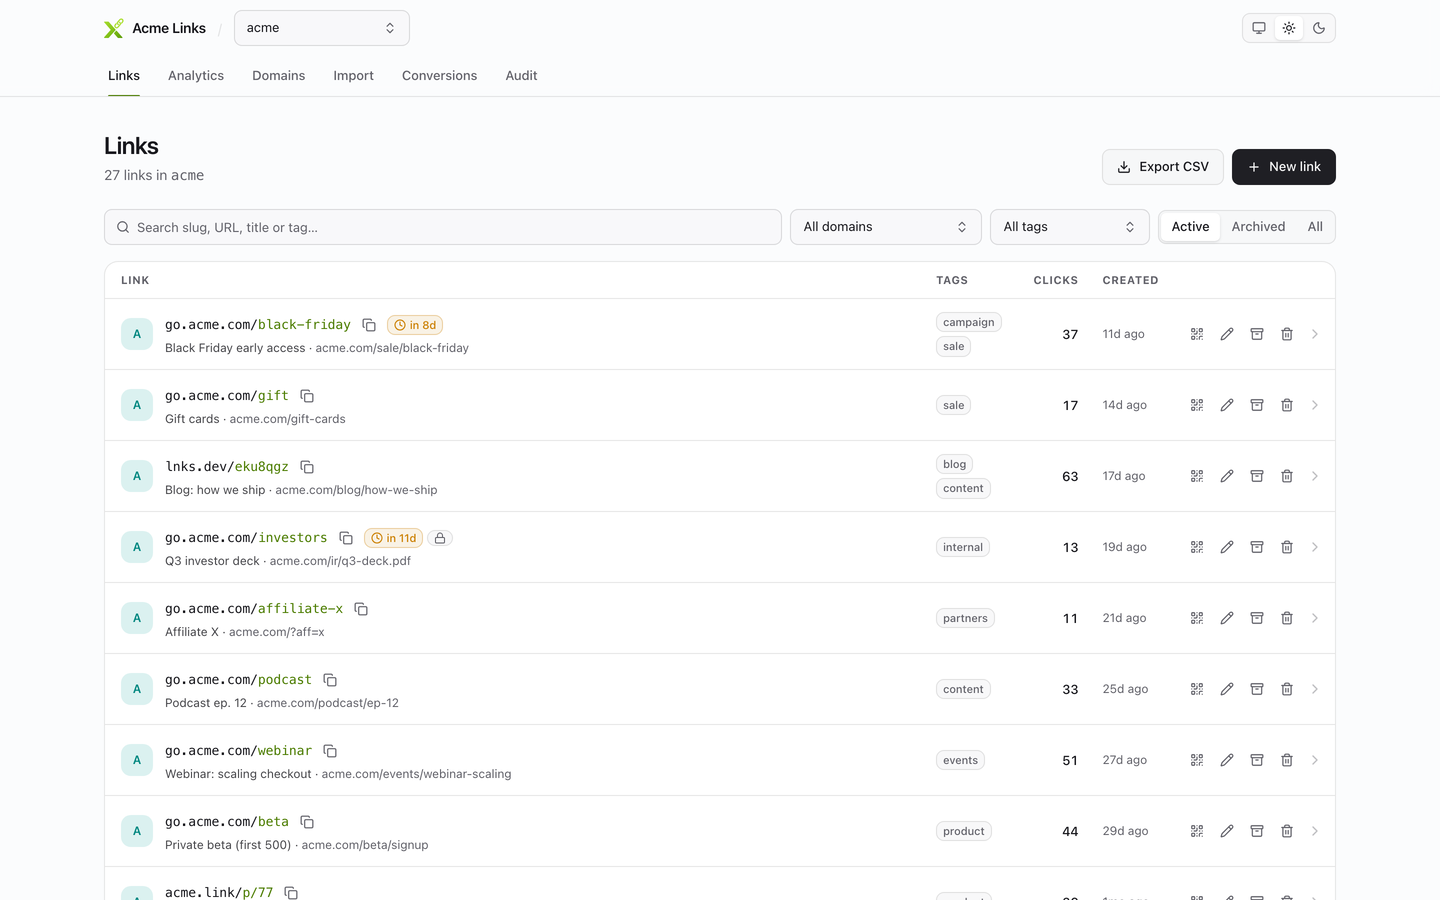 Acme Links / acme
Links Analytics Domains Import Conversions Audit
Links
27 links in acme
Export CSV
New link
Search slug, URL, title or tag...
All domains
All tags
Active Archived All
LINK TAGS CLICKS CREATED
A
go.acme.com/black-friday in 8d
Black Friday early access · acme.com/sale/black-friday
campaign
sale
37 11d ago
A
go.acme.com/gift
Gift cards · acme.com/gift-cards
sale
17 14d ago
A
lnks.dev/eku8qgz
Blog: how we ship · acme.com/blog/how-we-ship
blog
content
63 17d ago
A
go.acme.com/investors in 11d
Q3 investor deck · acme.com/ir/q3-deck.pdf
internal
13 19d ago
A
go.acme.com/affiliate-x
Affiliate X · acme.com/?aff=x
partners
11 21d ago
A
go.acme.com/podcast
Podcast ep. 12 · acme.com/podcast/ep-12
content
33 25d ago
A
go.acme.com/webinar
Webinar: scaling checkout · acme.com/events/webinar-scaling
events
51 27d ago
A
go.acme.com/beta
Private beta (first 500) · acme.com/beta/signup
product
44 29d ago
acme.link/p/77